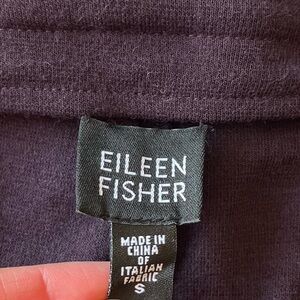 EILEEN
FISHER
MADE IN
CHINA
OF
ITALIAN
FABRIC
S